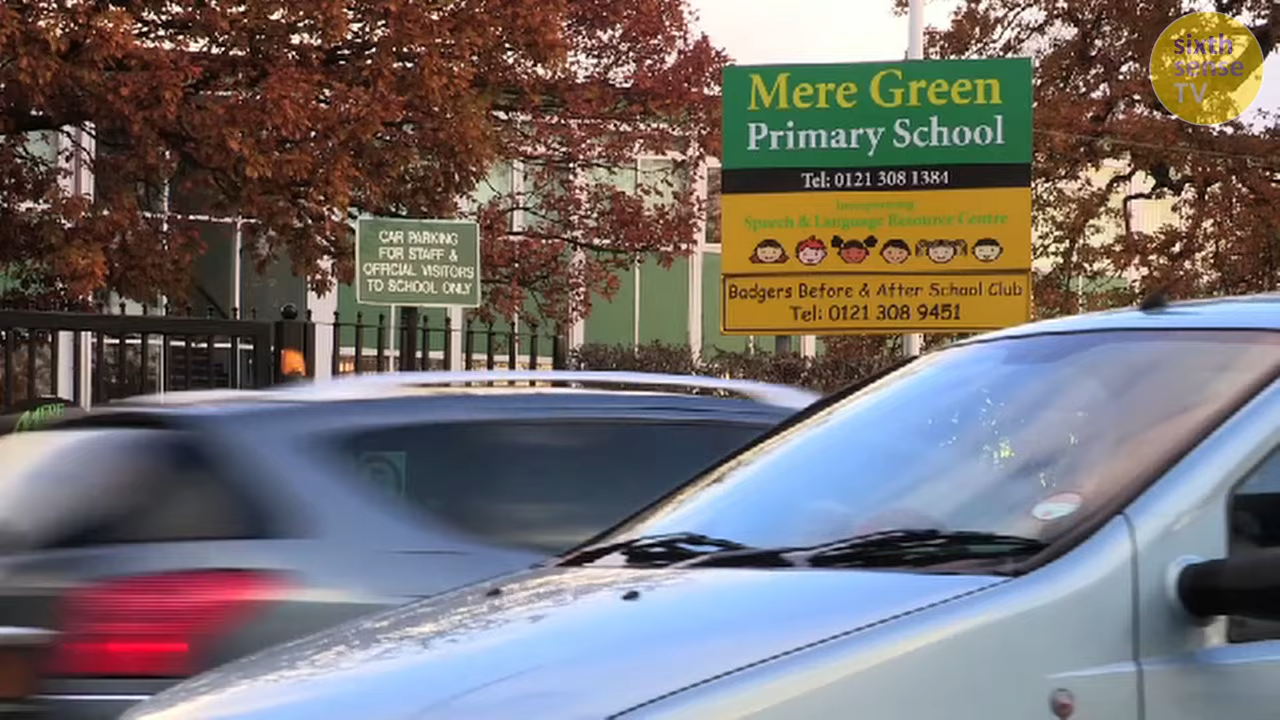 sixth
sense
TV
Mere Green
Primary School
Tel: 0121 308 1384
Incorporating
Speech & Language Resource Centre
Badgers Before & After School Club
Tel: 0121 308 9451
CAR PARKING
FOR STAFF &
OFFICIAL VISITORS
TO SCHOOL ONLY